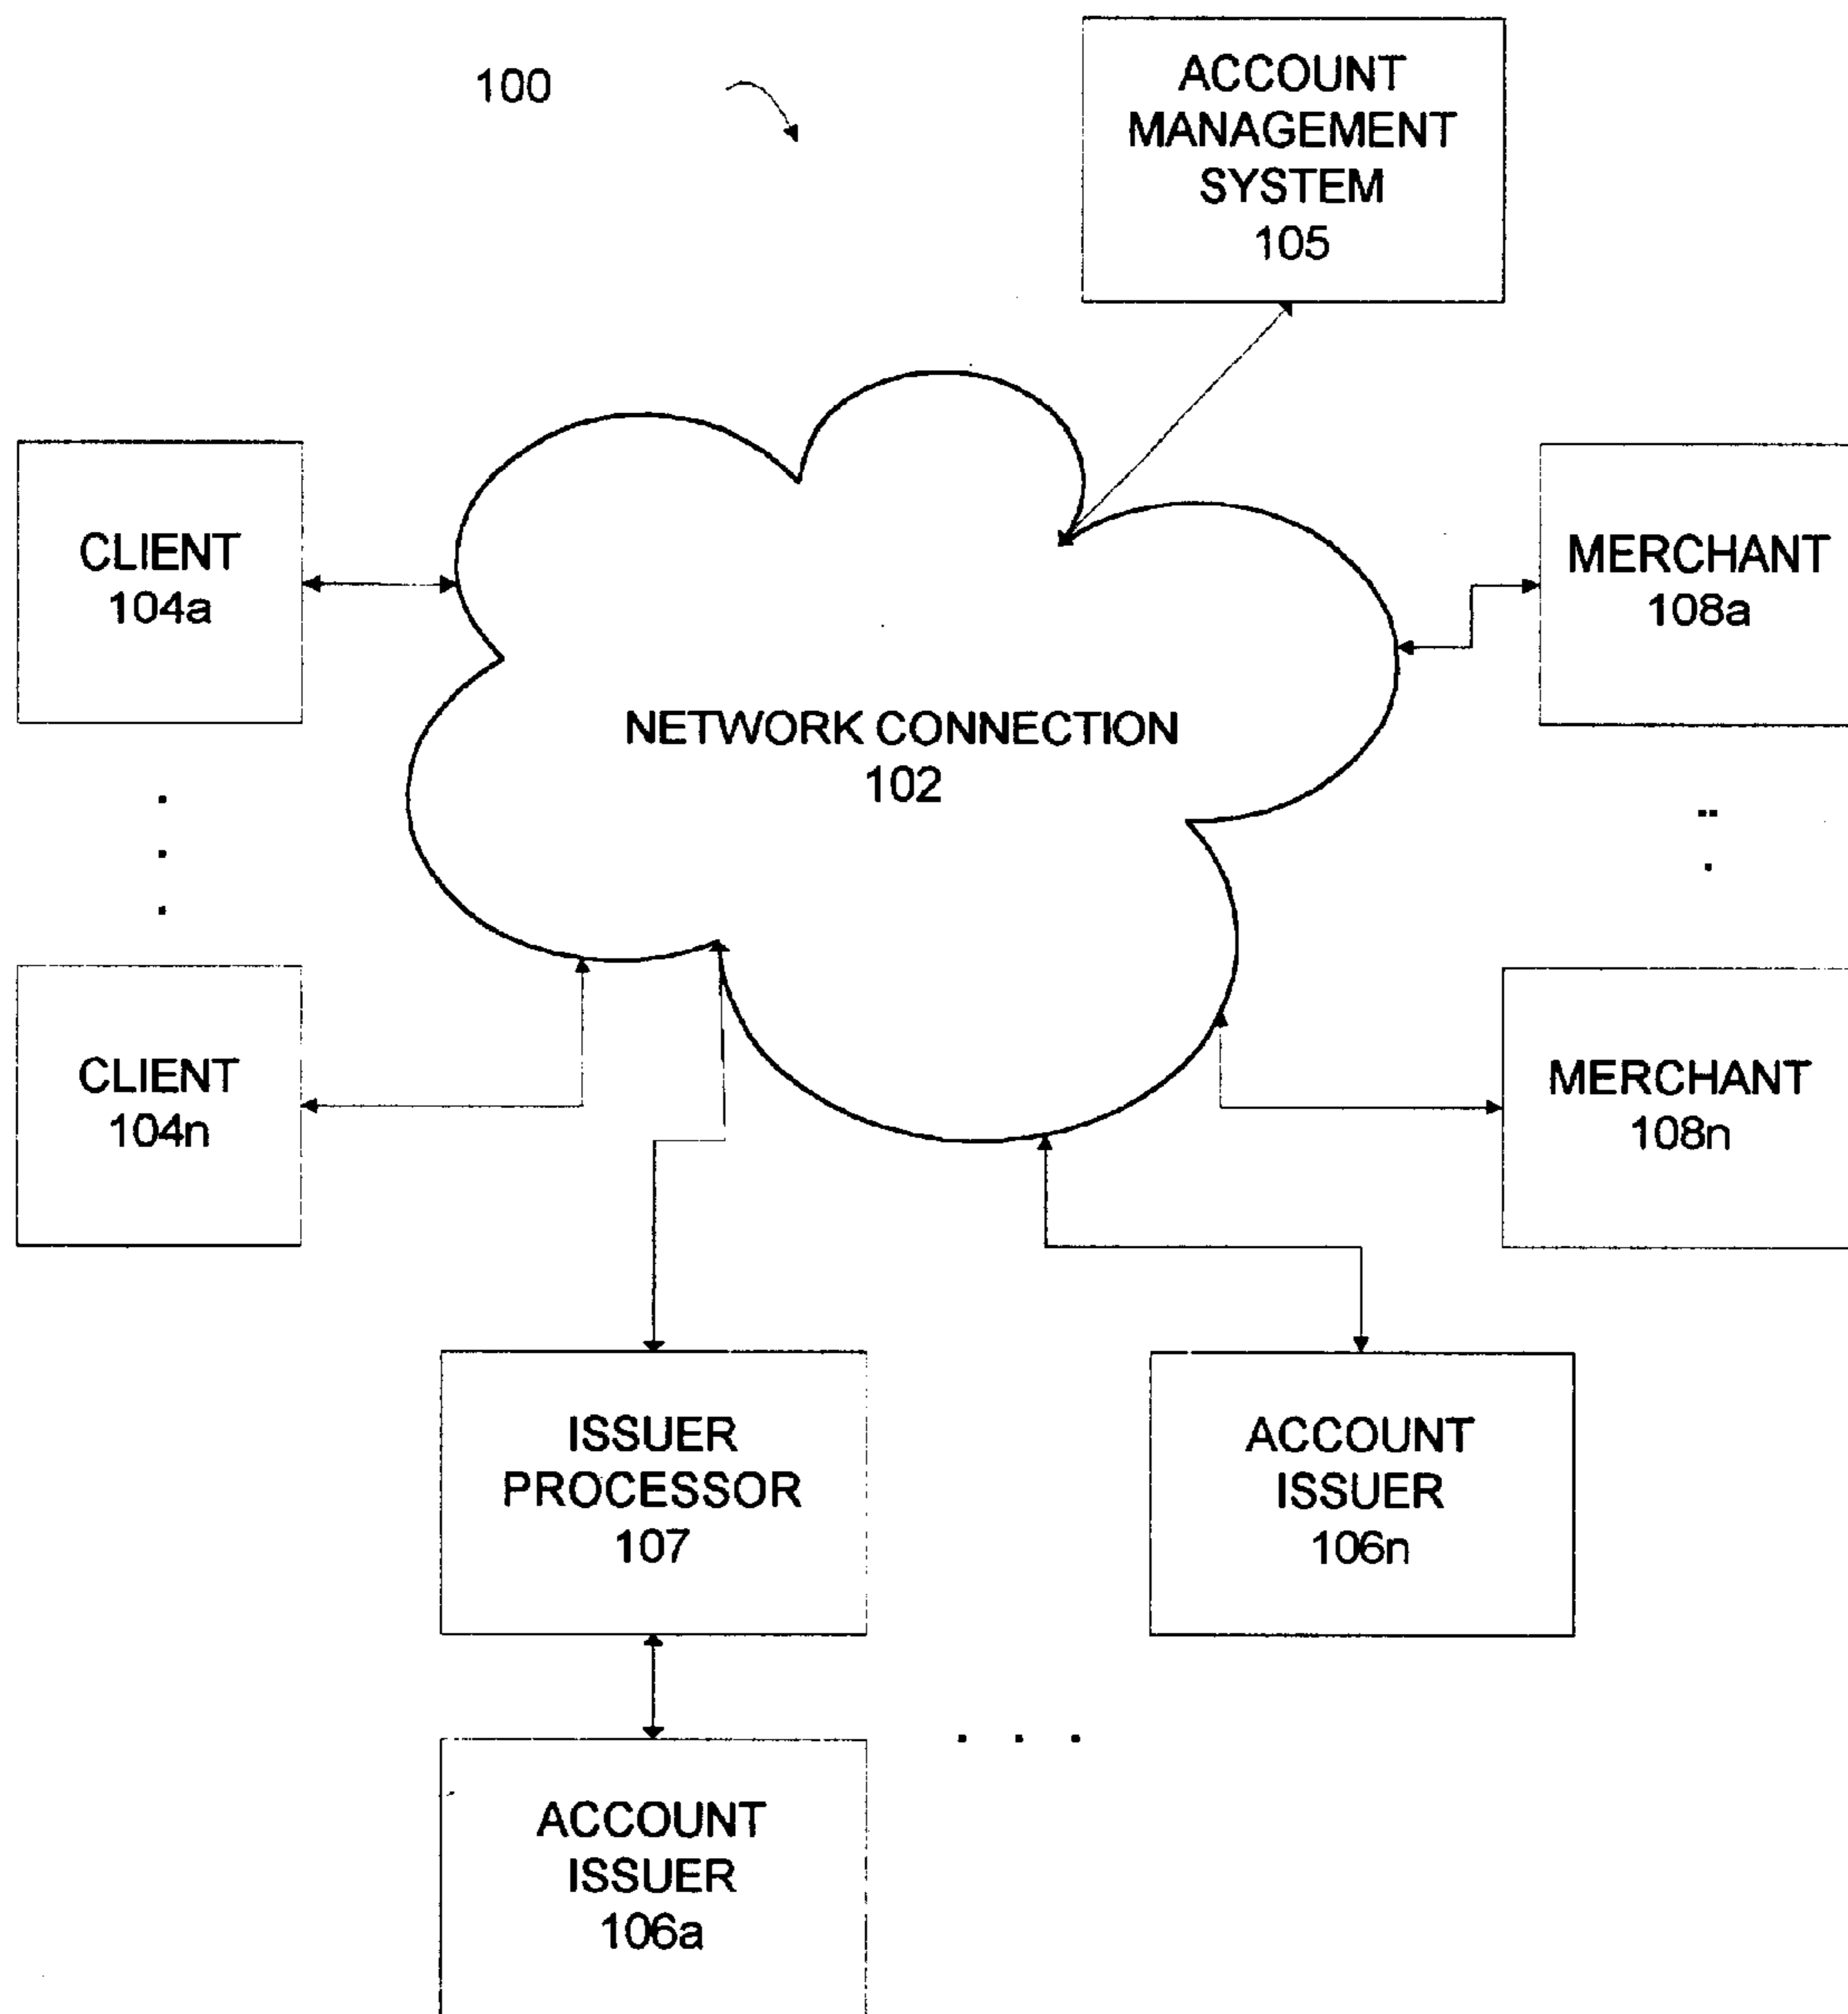 100
ACCOUNT
MANAGEMENT
SYSTEM
105
CLIENT
104a
MERCHANT
108a
NETWORK CONNECTION
102
CLIENT
104n
MERCHANT
108n
ISSUER
PROCESSOR
107
ACCOUNT
ISSUER
106n
ACCOUNT
ISSUER
106a